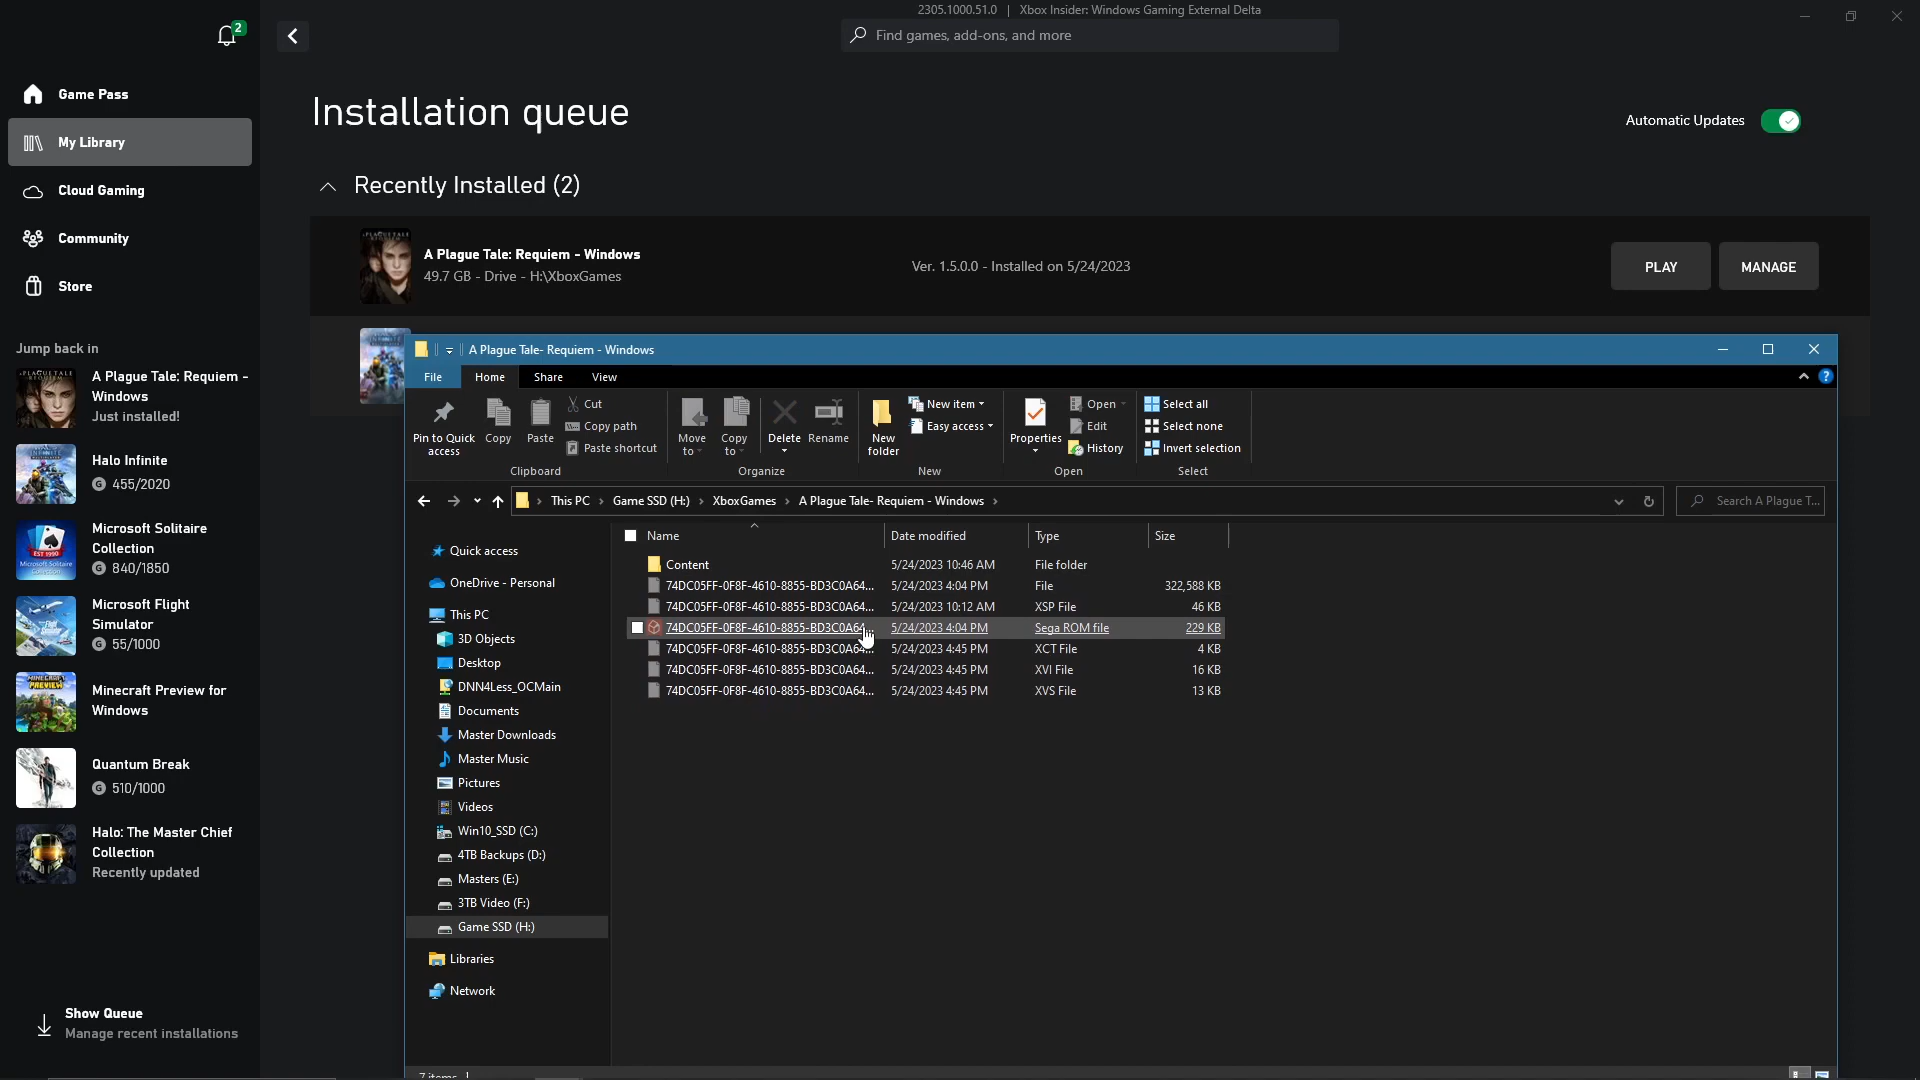 2305.1000.51.0 | Xbox Insider: Windows Gaming External Delta
2
Find games, add-ons, and more
Game Pass
My Library
Cloud Gaming
Community
Store
Jump back in
A Plague Tale: Requiem -
Windows
Just installed!
Halo Infinite
G 455/2020
Microsoft Solitaire
Collection
G 840/1850
Microsoft Flight
Simulator
G 55/1000
Minecraft Preview for
Windows
Quantum Break
G 510/1000
Halo: The Master Chief
Collection
Recently updated
Show Queue
Manage recent installations
Installation queue
Automatic Updates
Recently Installed (2)
A Plague Tale: Requiem - Windows
49.7 GB - Drive - H:\XboxGames
Ver. 1.5.0.0 - Installed on 5/24/2023
PLAY
MANAGE
A Plague Tale- Requiem - Windows
File Home Share View
Pin to Quick
access
Copy
Paste
Cut
Copy path
Paste shortcut
Clipboard
Move
to
Copy
to
Delete
Rename
Organize
New
folder
New item
Easy access
New
Properties
Open
Edit
History
Open
Select all
Select none
Invert selection
Select
This PC > Game SSD (H:) > XboxGames > A Plague Tale- Requiem - Windows >
Search A Plague T...
Quick access
OneDrive - Personal
This PC
3D Objects
Desktop
DNN4Less_OCMain
Documents
Master Downloads
Master Music
Pictures
Videos
Win10_SSD (C:)
4TB Backups (D:)
Masters (E:)
3TB Video (F:)
Game SSD (H:)
Libraries
Network
Name Date modified Type Size
Content 5/24/2023 10:46 AM File folder
74DC05FF-0F8F-4610-8855-BD3C0A64... 5/24/2023 4:04 PM File 322,588 KB
74DC05FF-0F8F-4610-8855-BD3C0A64... 5/24/2023 10:12 AM XSP File 46 KB
74DC05FF-0F8F-4610-8855-BD3C0A64... 5/24/2023 4:04 PM Sega ROM file 229 KB
74DC05FF-0F8F-4610-8855-BD3C0A64... 5/24/2023 4:45 PM XCT File 4 KB
74DC05FF-0F8F-4610-8855-BD3C0A64... 5/24/2023 4:45 PM XVI File 16 KB
74DC05FF-0F8F-4610-8855-BD3C0A64... 5/24/2023 4:45 PM XVS File 13 KB
7 items